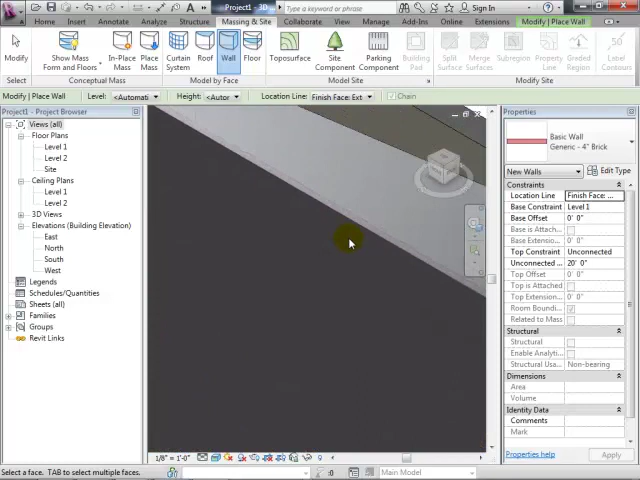 Project1 - 3D
Type a keyword or phrase
Sign In
Home Insert Annotate Analyze Structure Massing & Site Collaborate View Manage Add-Ins Online Extensions Modify | Place Wall
Modify
Show Mass Form and Floors
In-Place Mass
Place Mass
Curtain System
Roof
Wall
Floor
Toposurface
Site Component
Parking Component
Building Pad
Split Surface
Merge Surfaces
Subregion
Property Line
Graded Region
Label Contours
Select
Conceptual Mass
Model by Face
Model Site
Modify Site
Modify | Place Wall Level: <Automati Height: <Autor Location Line: Finish Face: Ext Chain
Project1 - Project Browser
Views (all)
Floor Plans
Level 1
Level 2
Site
Ceiling Plans
Level 1
Level 2
3D Views
Elevations (Building Elevation)
East
North
South
West
Legends
Schedules/Quantities
Sheets (all)
Families
Groups
Revit Links
Properties
Basic Wall
Generic - 4" Brick
New Walls Edit Type
Constraints
Location Line Finish Face: ...
Base Constraint Level 1
Base Offset 0' 0"
Base is Attach...
Base Extension...
Top Constraint Unconnected
Unconnected ... 20' 0"
Top Offset 0' 0"
Top is Attached
Top Extension... 0' 0"
Room Boundi...
Related to Mass
Structural
Structural
Enable Analyti...
Structural Usa... Non-bearing
Dimensions
Area
Volume
Identity Data
Comments
Mark
Properties help Apply
1/8" = 1'-0"
Select a face. TAB to select multiple faces. :0 Main Model